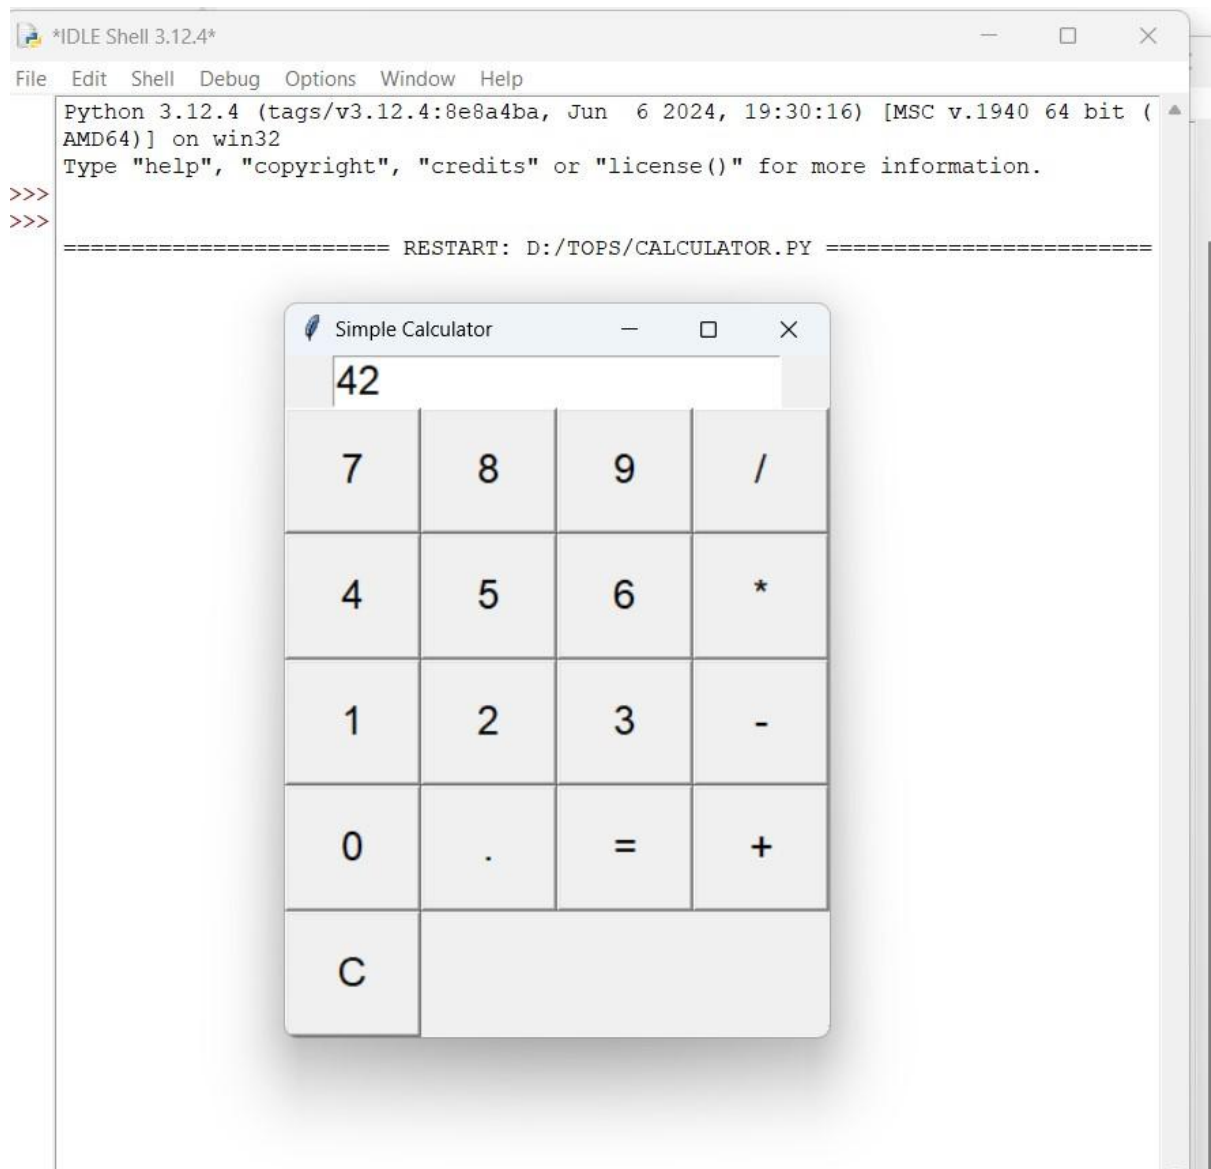 *IDLE Shell 3.12.4*
File Edit Shell Debug Options Window Help
Python 3.12.4 (tags/v3.12.4:8e8a4ba, Jun  6 2024, 19:30:16) [MSC v.1940 64 bit (
AMD64)] on win32
Type "help", "copyright", "credits" or "license()" for more information.
>>>
>>>
======================== RESTART: D:/TOPS/CALCULATOR.PY ========================
Simple Calculator
42
7 8 9 /
4 5 6 *
1 2 3 -
0 . = +
C